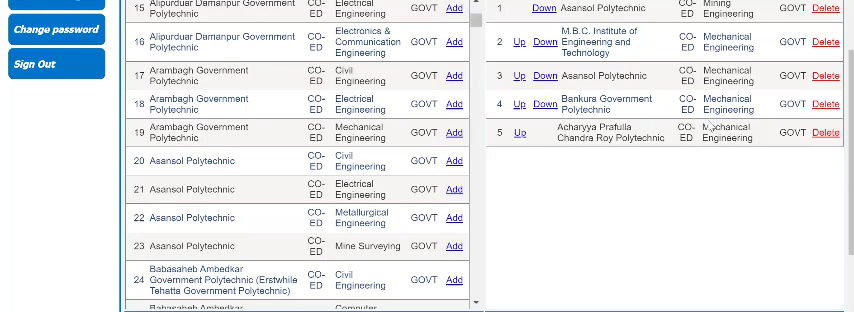 Change password
Sign Out
15 Alipurduar Damanpur Government Polytechnic CO-ED Electrical Engineering GOVT Add
16 Alipurduar Damanpur Government Polytechnic CO-ED Electronics & Communication Engineering GOVT Add
17 Arambagh Government Polytechnic CO-ED Civil Engineering GOVT Add
18 Arambagh Government Polytechnic CO-ED Electrical Engineering GOVT Add
19 Arambagh Government Polytechnic CO-ED Mechanical Engineering GOVT Add
20 Asansol Polytechnic CO-ED Civil Engineering GOVT Add
21 Asansol Polytechnic CO-ED Electrical Engineering GOVT Add
22 Asansol Polytechnic CO-ED Metallurgical Engineering GOVT Add
23 Asansol Polytechnic CO-ED Mine Surveying GOVT Add
24 Babasaheb Ambedkar Government Polytechnic (Erstwhile Tehatta Government Polytechnic) CO-ED Civil Engineering GOVT Add
Babasaheb Ambedkar Computer
1 Down Asansol Polytechnic CO-ED Mining Engineering GOVT Delete
2 Up Down M.B.C. Institute of Engineering and Technology CO-ED Mechanical Engineering GOVT Delete
3 Up Down Asansol Polytechnic CO-ED Mechanical Engineering GOVT Delete
4 Up Down Bankura Government Polytechnic CO-ED Mechanical Engineering GOVT Delete
5 Up Acharyya Prafulla Chandra Roy Polytechnic CO-ED Mechanical Engineering GOVT Delete